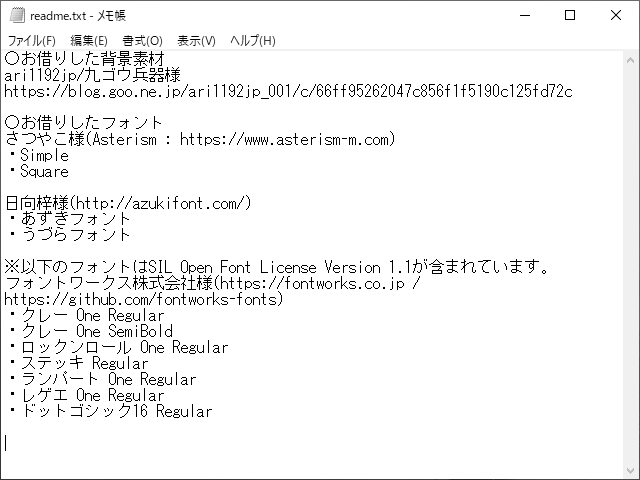 readme.txt - メモ帳
ファイル(F) 編集(E) 書式(O) 表示(V) ヘルプ(H)
○お借りした背景素材
ari1192jp/九ゴウ兵器様
https://blog.goo.ne.jp/ari1192jp_001/c/66ff95262047c856f1f5190c125fd72c
○お借りしたフォント
さつやこ様(Asterism : https://www.asterism-m.com)
・Simple
・Square
日向梓様(http://azukifont.com/)
・あずきフォント
・うづらフォント
※以下のフォントはSIL Open Font License Version 1.1が含まれています。
フォントワークス株式会社様(https://fontworks.co.jp /
https://github.com/fontworks-fonts)
・クレー One Regular
・クレー One SemiBold
・ロックンロール One Regular
・ステッキ Regular
・ランパート One Regular
・レゲエ One Regular
・ドットゴシック16 Regular